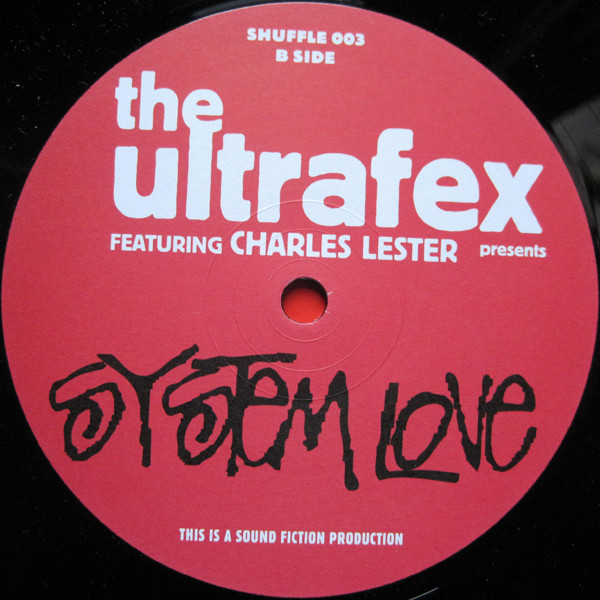 SHUFFLE 003
B SIDE
the
ultrafex
FEATURING CHARLES LESTER presents
SYSTEM LOVE
THIS IS A SOUND FICTION PRODUCTION